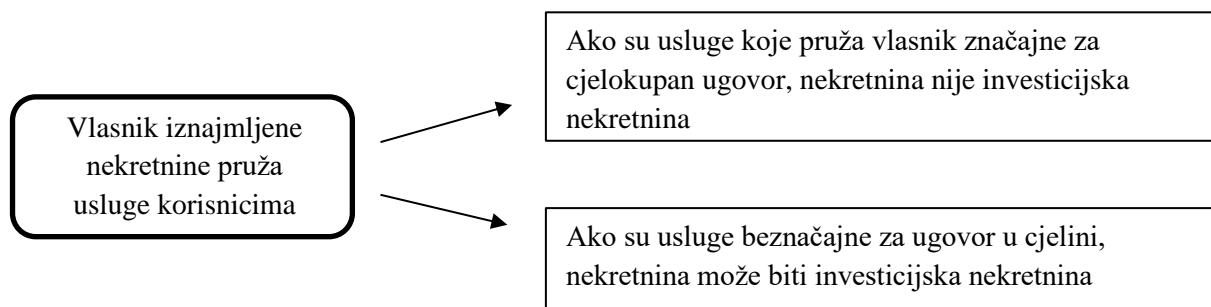 Vlasnik iznajmljene
nekretnine pruža
usluge korisnicima
Ako su usluge koje pruža vlasnik značajne za
cjelokupan ugovor, nekretnina nije investicijska
nekretnina
Ako su usluge beznačajne za ugovor u cjelini,
nekretnina može biti investicijska nekretnina